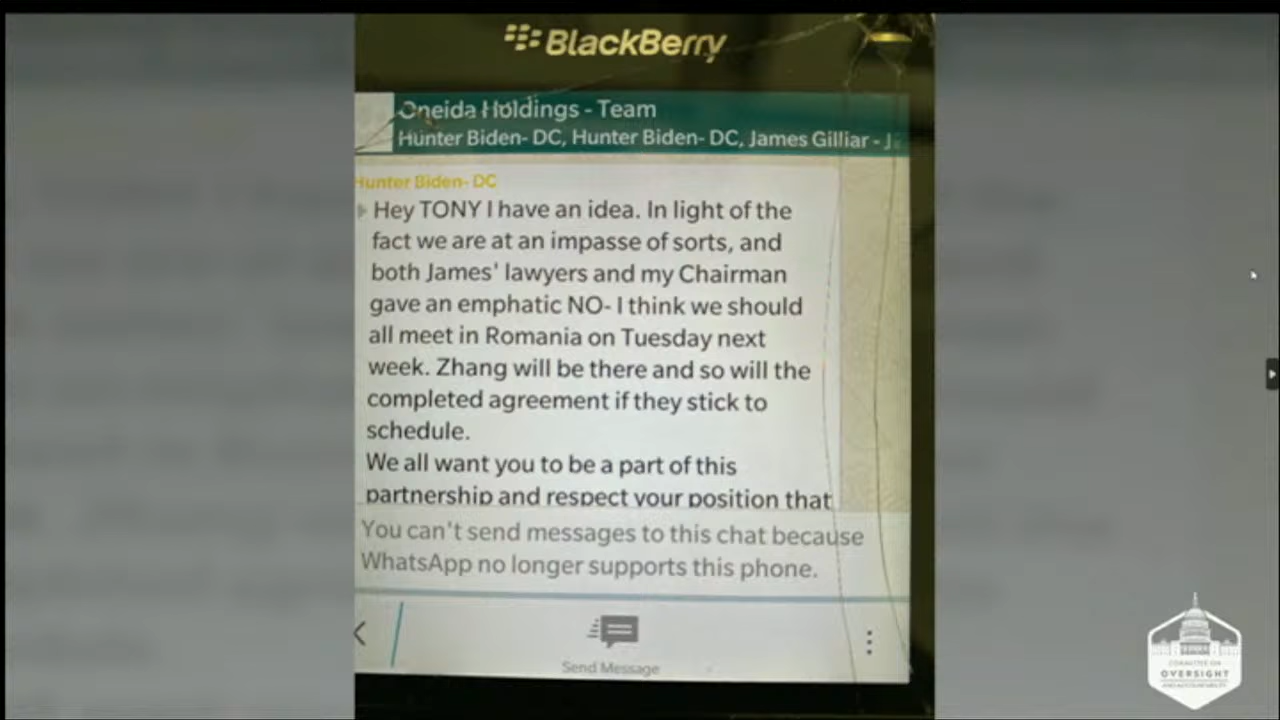 BlackBerry
Oneida Holdings - Team
Hunter Biden- DC, Hunter Biden- DC, James Gilliar - J
Hunter Biden- DC
Hey TONY I have an idea. In light of the
fact we are at an impasse of sorts, and
both James' lawyers and my Chairman
gave an emphatic NO- I think we should
all meet in Romania on Tuesday next
week. Zhang will be there and so will the
completed agreement if they stick to
schedule.
We all want you to be a part of this
partnership and respect your position that
You can't send messages to this chat because
WhatsApp no longer supports this phone.
Send Message
COMMITTEE ON
OVERSIGHT
AND ACCOUNTABILITY